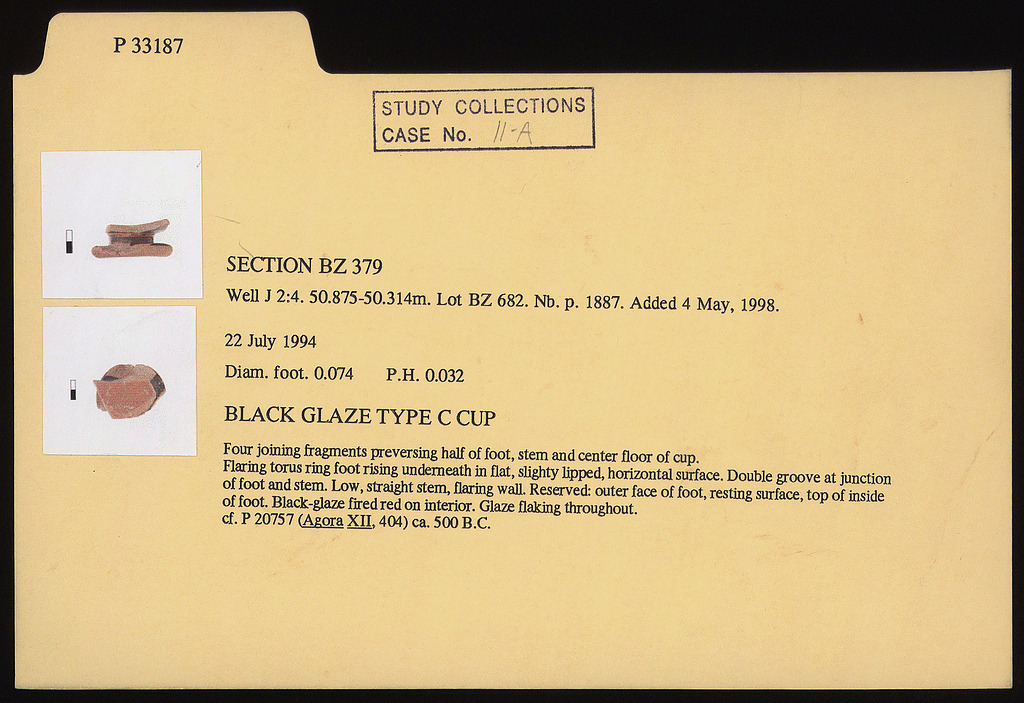 P 33187
STUDY COLLECTIONS
CASE No. 11-A
SECTION BZ 379
Well J 2:4. 50.875-50.314m. Lot BZ 682. Nb. p. 1887. Added 4 May, 1998.
22 July 1994
Diam. foot. 0.074 P.H. 0.032
BLACK GLAZE TYPE C CUP
Four joining fragments preversing half of foot, stem and center floor of cup.
Flaring torus ring foot rising underneath in flat, slighty lipped, horizontal surface. Double groove at junction
of foot and stem. Low, straight stem, flaring wall. Reserved: outer face of foot, resting surface, top of inside
of foot. Black-glaze fired red on interior. Glaze flaking throughout.
cf. P 20757 (Agora XII, 404) ca. 500 B.C.